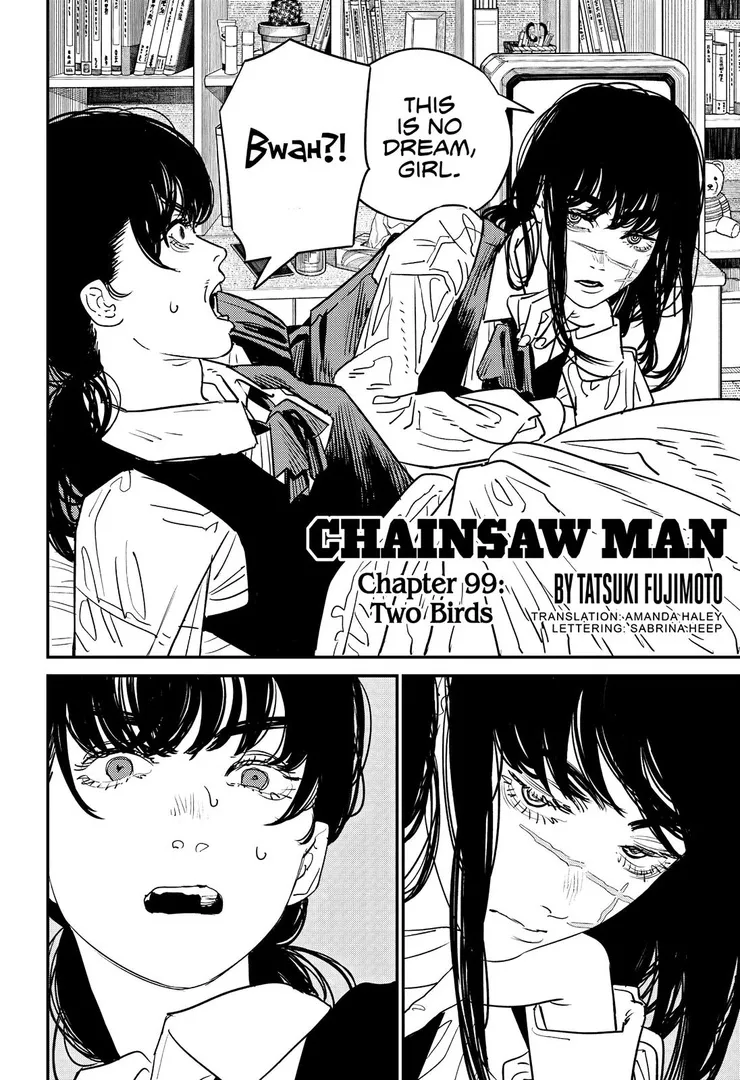 THIS
IS NO
DREAM,
GIRL.
BWAH?!
CHAINSAW MAN
Chapter 99:
Two Birds
BY TATSUKI FUJIMOTO
TRANSLATION: AMANDA HALEY
LETTERING: SABRINA HEEP